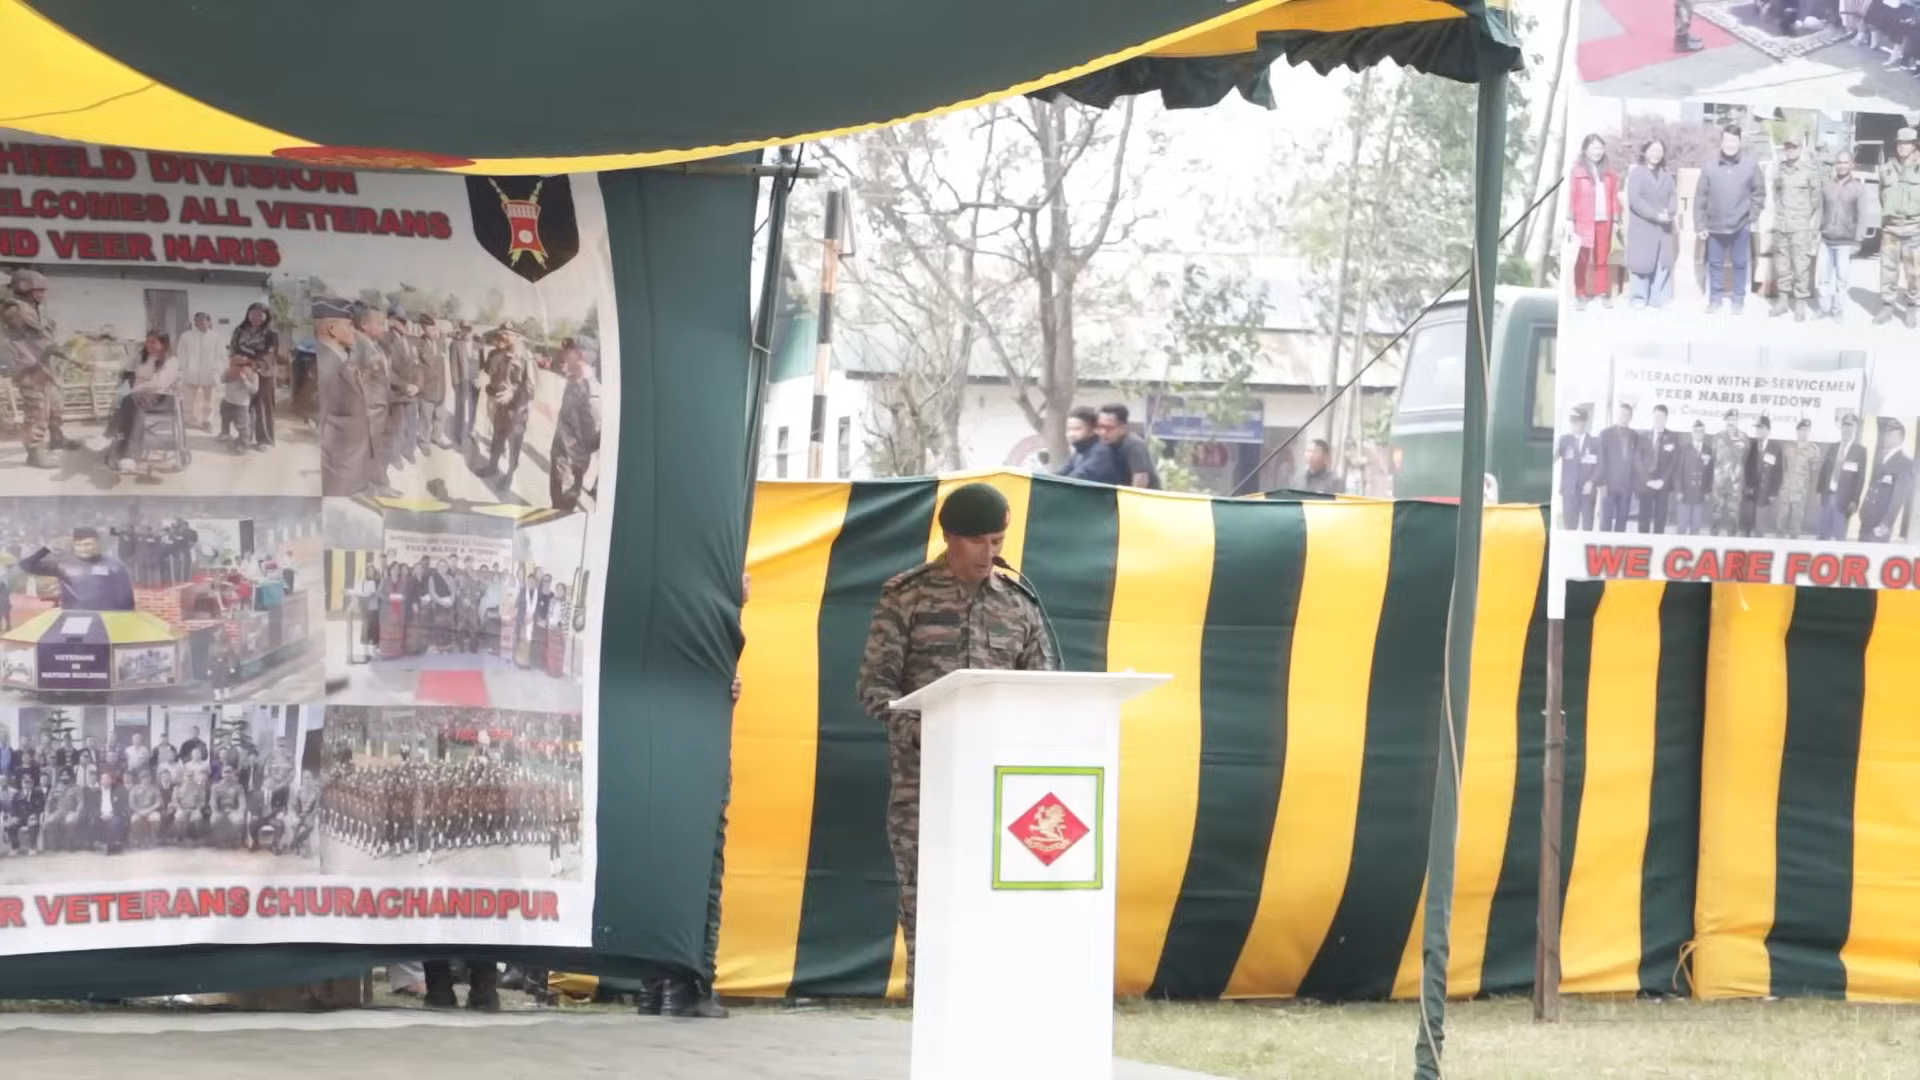 HIELD DIVISION
ELCOMES ALL VETERANS
ND VEER NARIS
VETERANS
IN
NATION BUILDING
R VETERANS CHURACHANDPUR
INTERACTION WITH EX-SERVICEMEN
VEER NARIS &WIDOWS
WE CARE FOR OU